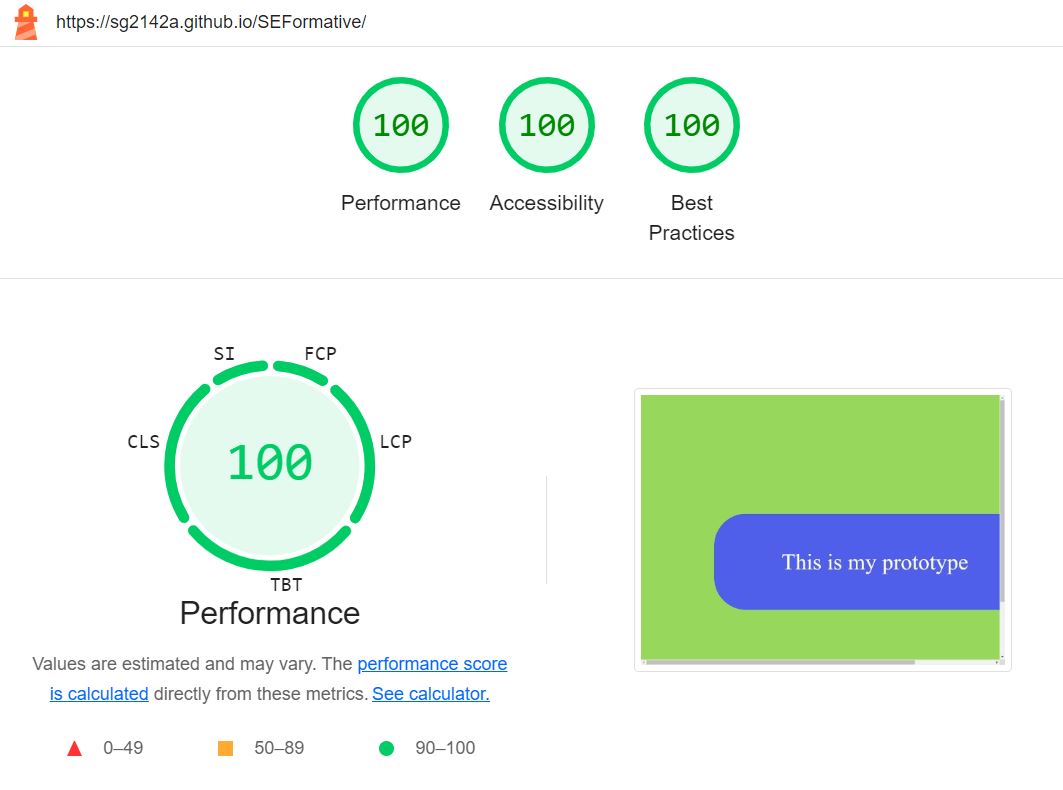 https://sg2142a.github.io/SEFormative/
100
100
100
Performance
Accessibility
Best
Practices
SI
FCP
CLS
LCP
100
TBT
Performance
This is my prototype
Values are estimated and may vary. The performance score
is calculated directly from these metrics. See calculator.
0–49
50–89
90–100